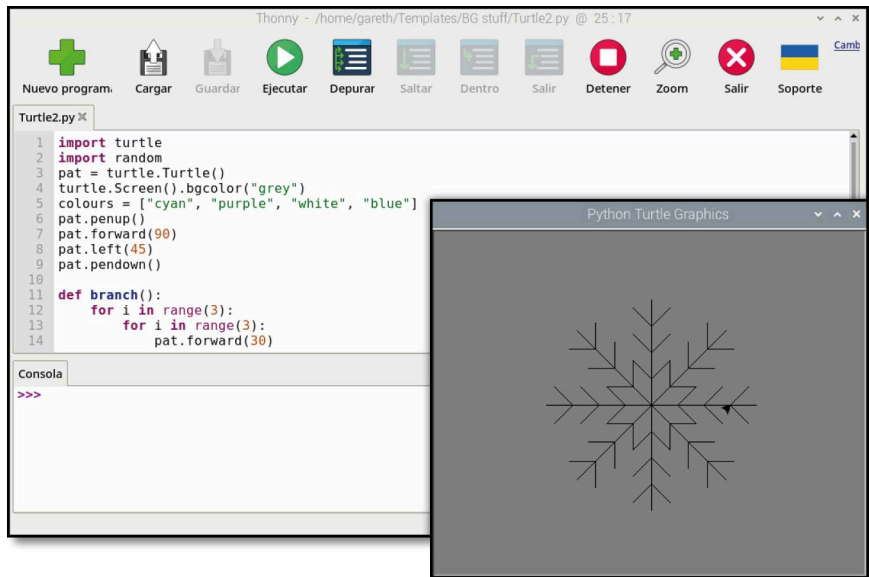 Thonny - /home/gareth/Templates/BG stuff/Turtle2.py @ 25 : 17
Nuevo program. Cargar Guardar Ejecutar Depurar Saltar Dentro Salir Detener Zoom Salir Soporte Camb
Turtle2.py
1 import turtle
2 import random
3 pat = turtle.Turtle()
4 turtle.Screen().bgcolor("grey")
5 colours = ["cyan", "purple", "white", "blue"]
6 pat.penup()
7 pat.forward(90)
8 pat.left(45)
9 pat.pendown()
10
11 def branch():
12     for i in range(3):
13         for i in range(3):
14             pat.forward(30)
Python Turtle Graphics
Consola
>>>